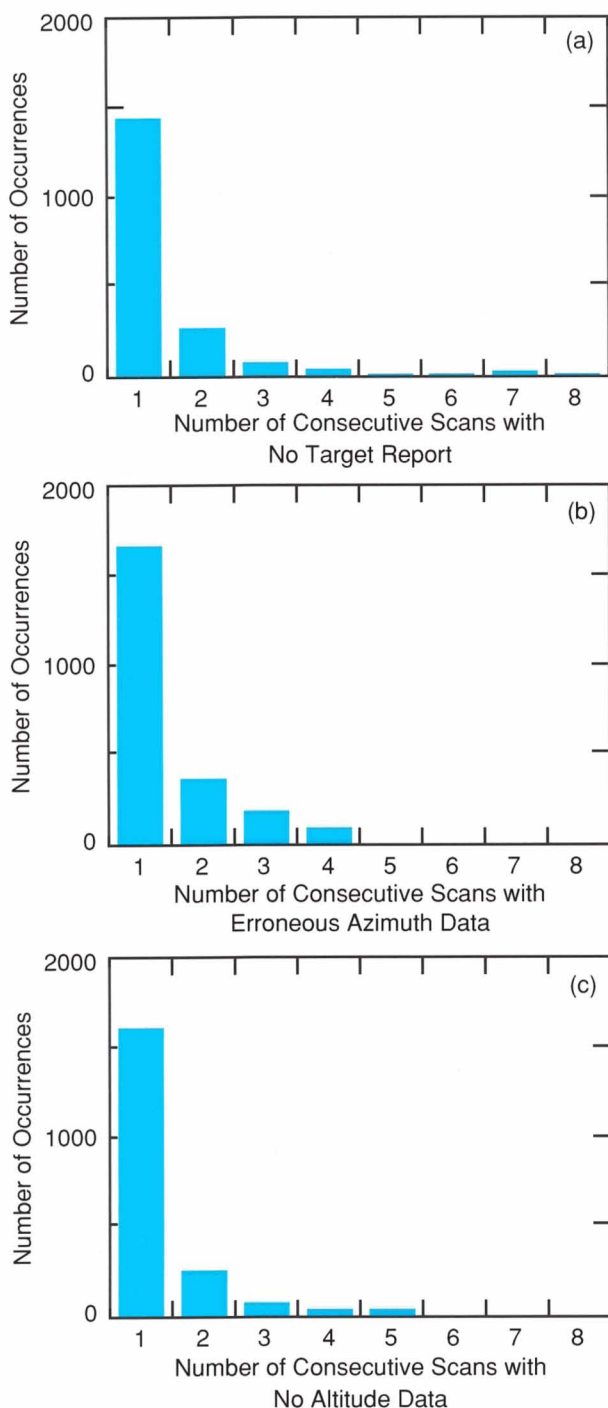 (a)
2000
1000
0
Number of Occurrences
1 2 3 4 5 6 7 8
Number of Consecutive Scans with
No Target Report
(b)
2000
1000
0
Number of Occurrences
1 2 3 4 5 6 7 8
Number of Consecutive Scans with
Erroneous Azimuth Data
(c)
2000
1000
0
Number of Occurrences
1 2 3 4 5 6 7 8
Number of Consecutive Scans with
No Altitude Data